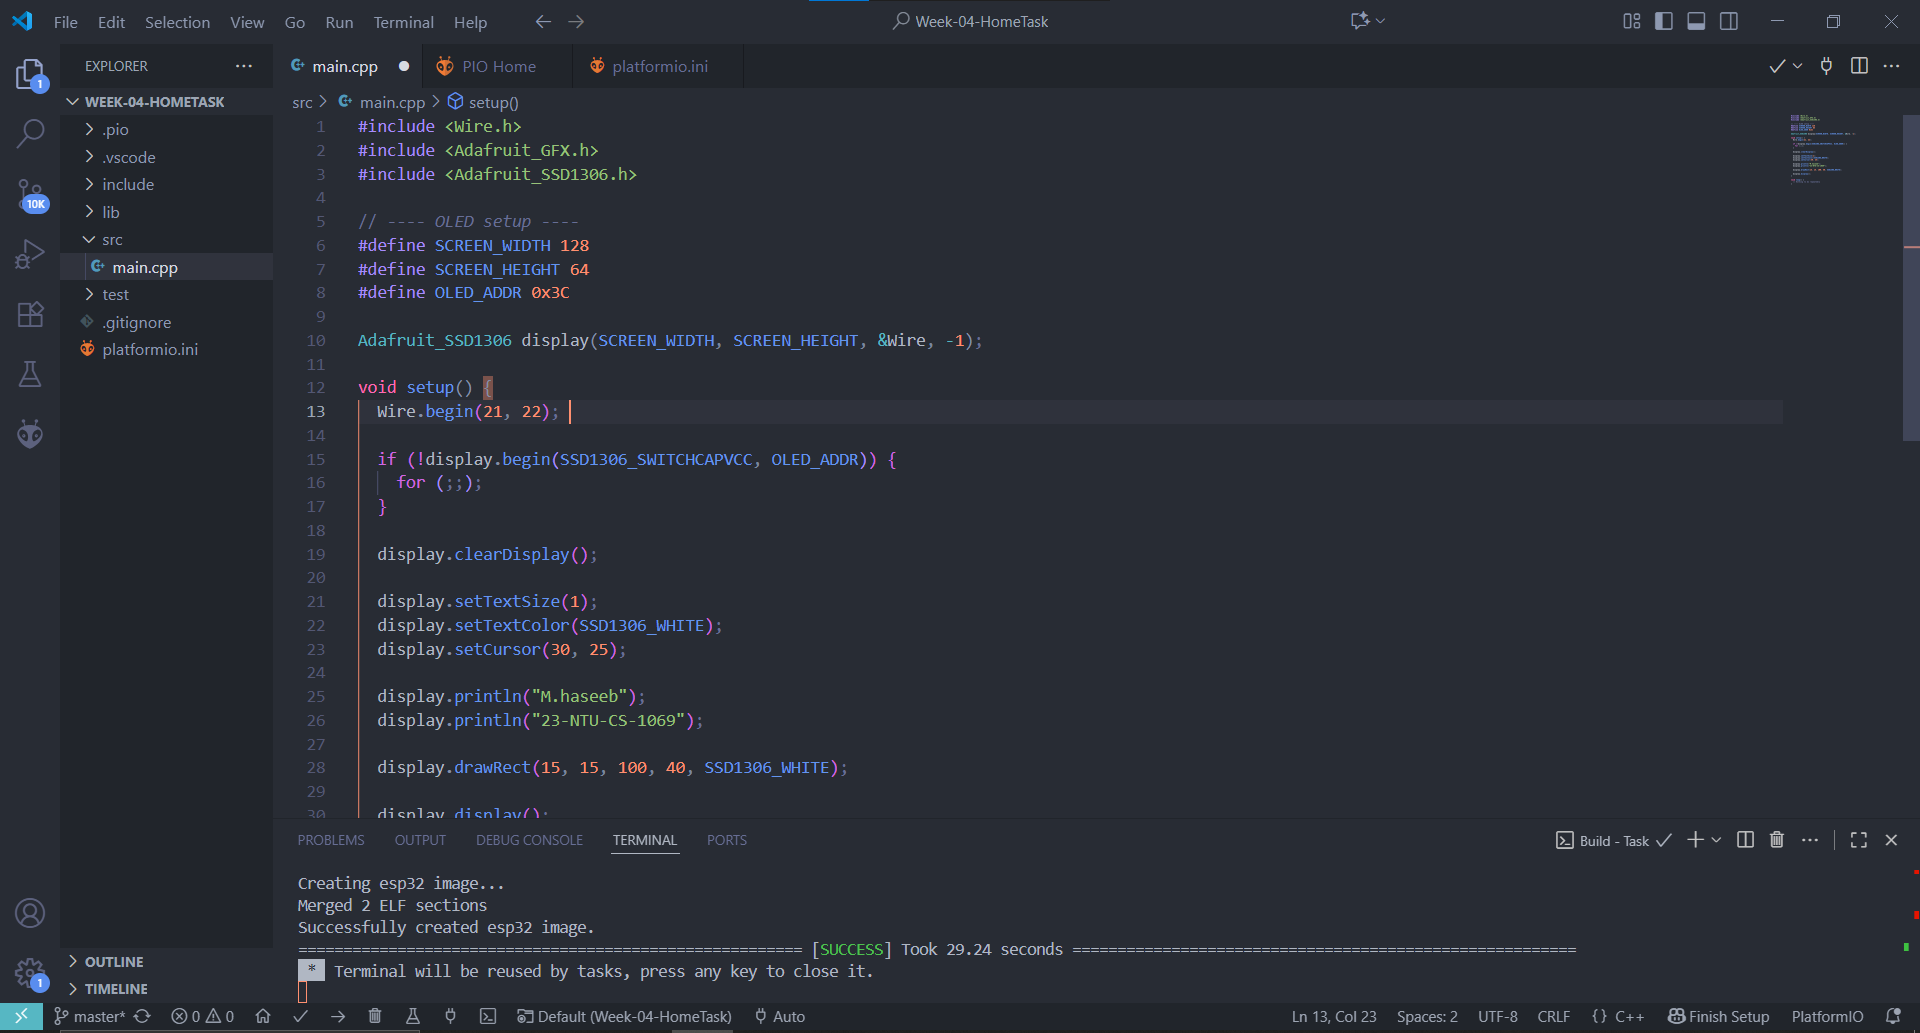 File Edit Selection View Go Run Terminal Help
Week-04-HomeTask
EXPLORER
main.cpp
PIO Home
platformio.ini
1
10K
WEEK-04-HOMETASK
.pio
.vscode
include
lib
src
main.cpp
test
.gitignore
platformio.ini
OUTLINE
TIMELINE
1
src > main.cpp > setup()
1 #include <Wire.h>
2 #include <Adafruit_GFX.h>
3 #include <Adafruit_SSD1306.h>
4
5 // ---- OLED setup ----
6 #define SCREEN_WIDTH 128
7 #define SCREEN_HEIGHT 64
8 #define OLED_ADDR 0x3C
9
10 Adafruit_SSD1306 display(SCREEN_WIDTH, SCREEN_HEIGHT, &Wire, -1);
11
12 void setup() {
13 Wire.begin(21, 22);
14
15 if (!display.begin(SSD1306_SWITCHCAPVCC, OLED_ADDR)) {
16 for (;;);
17 }
18
19 display.clearDisplay();
20
21 display.setTextSize(1);
22 display.setTextColor(SSD1306_WHITE);
23 display.setCursor(30, 25);
24
25 display.println("M.haseeb");
26 display.println("23-NTU-CS-1069");
27
28 display.drawRect(15, 15, 100, 40, SSD1306_WHITE);
29
30 display.display();
PROBLEMS OUTPUT DEBUG CONSOLE TERMINAL PORTS
Build - Task
Creating esp32 image...
Merged 2 ELF sections
Successfully created esp32 image.
======================================================== [SUCCESS] Took 29.24 seconds ========================================================
* Terminal will be reused by tasks, press any key to close it.
master* 0 0 Default (Week-04-HomeTask) Auto Ln 13, Col 23 Spaces: 2 UTF-8 CRLF {} C++ Finish Setup PlatformIO